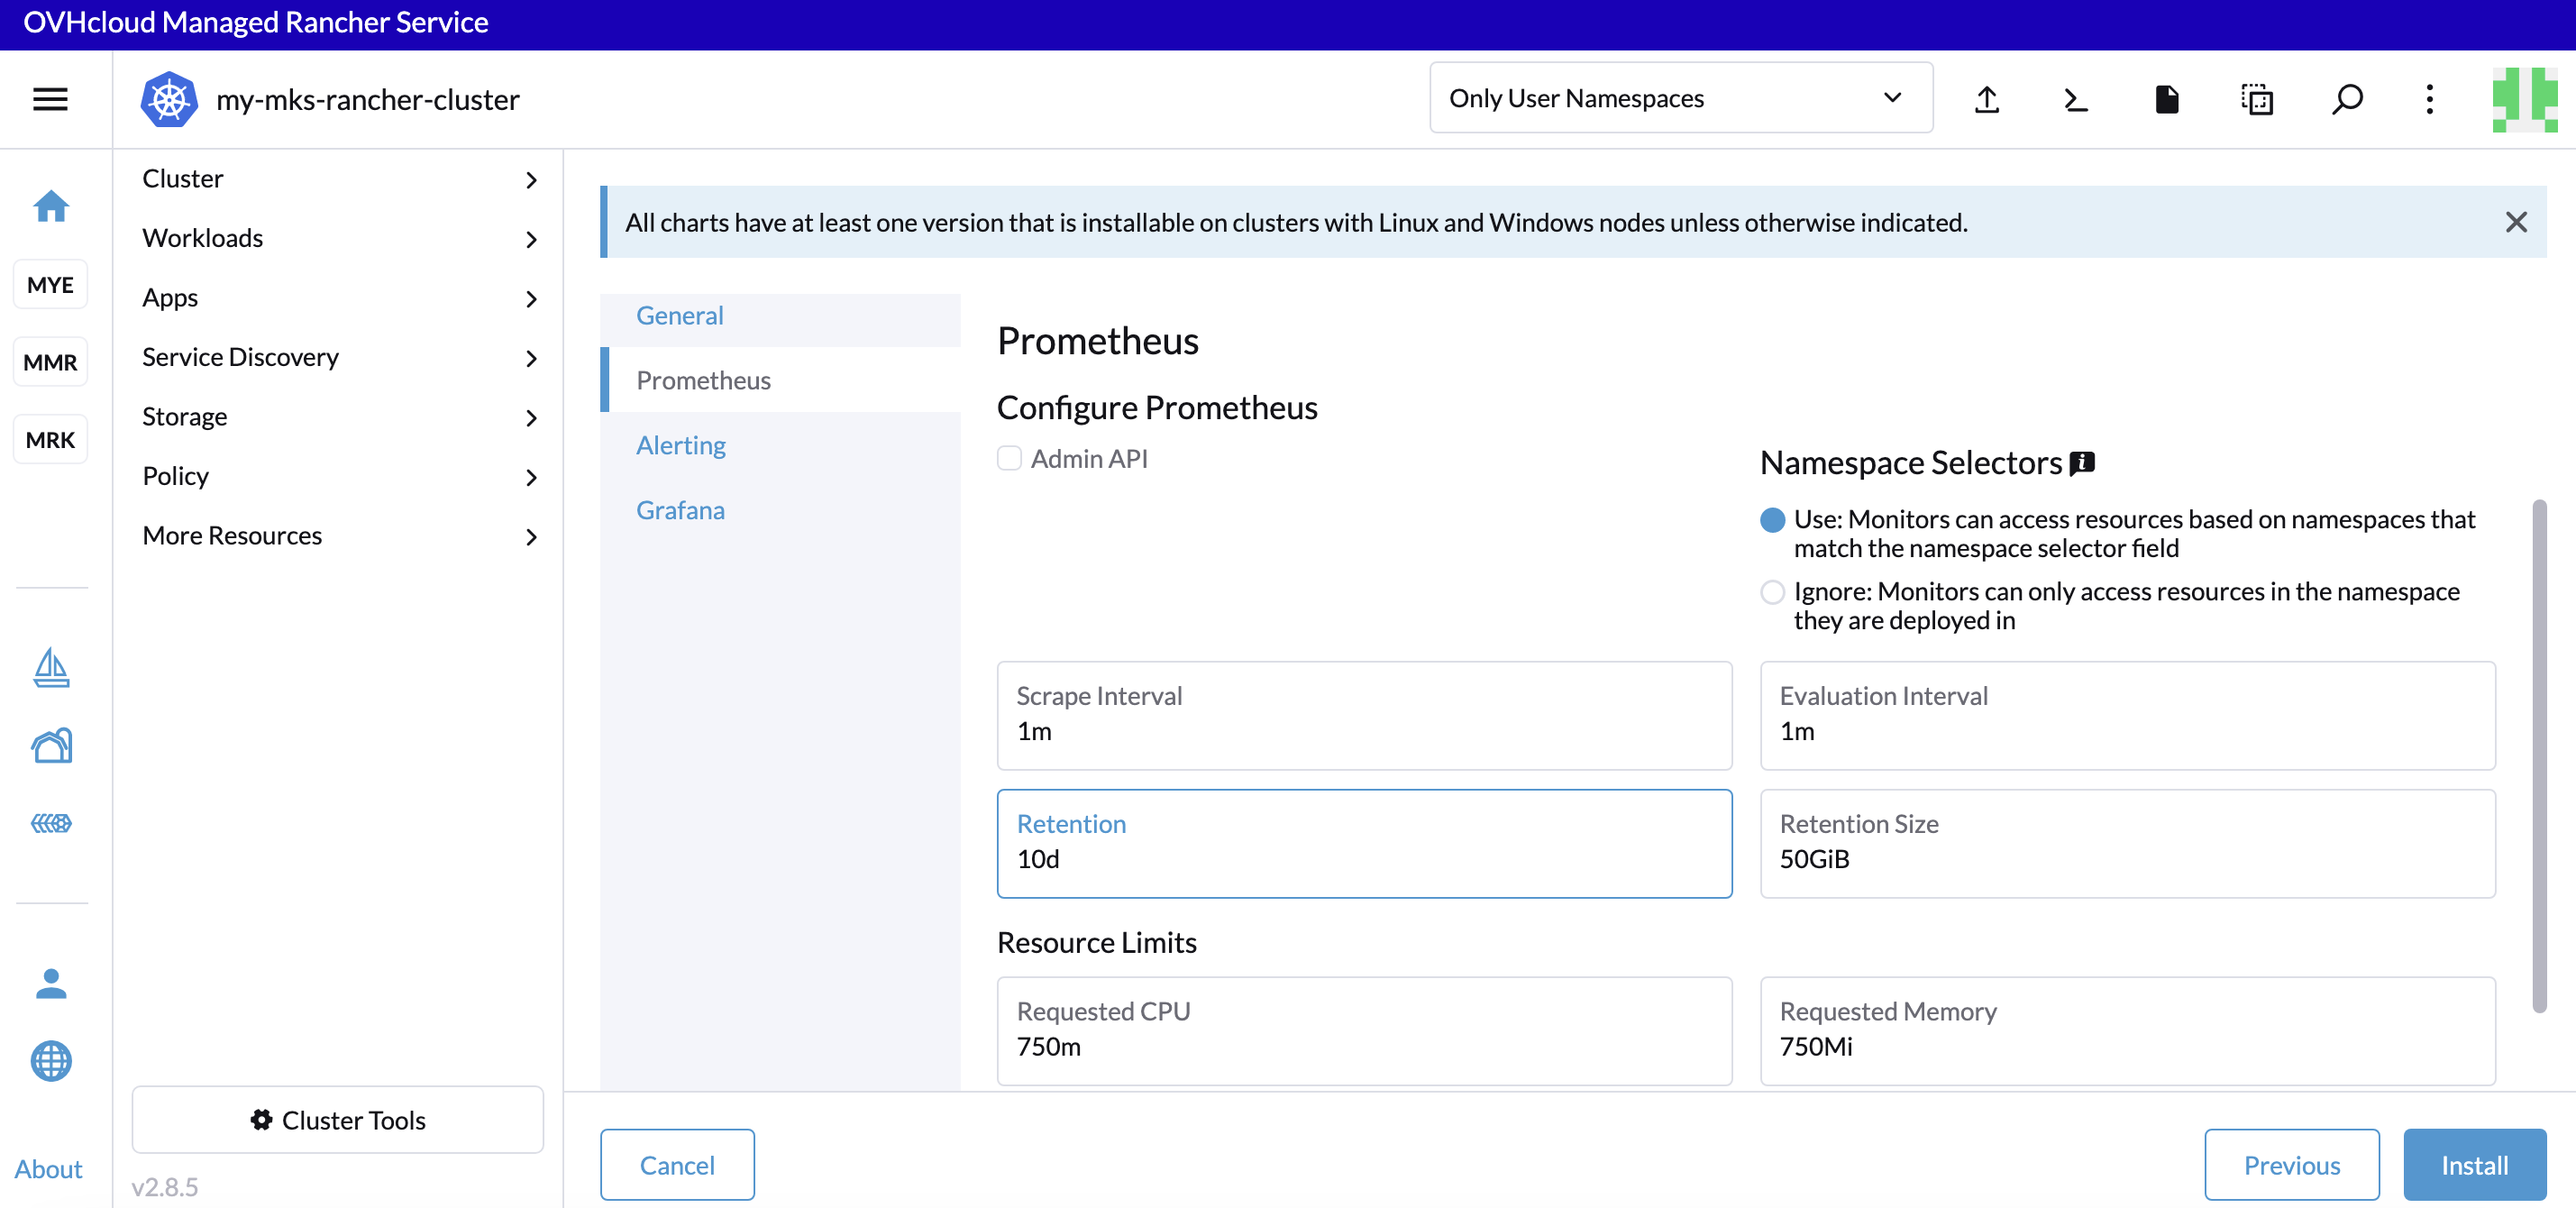 OVHcloud Managed Rancher Service
my-mks-rancher-cluster
Only User Namespaces
MYE
MMR
MRK
About
Cluster
Workloads
Apps
Service Discovery
Storage
Policy
More Resources
Cluster Tools
v2.8.5
All charts have at least one version that is installable on clusters with Linux and Windows nodes unless otherwise indicated.
General
Prometheus
Alerting
Grafana
Prometheus
Configure Prometheus
Admin API
Namespace Selectors
Use: Monitors can access resources based on namespaces that
match the namespace selector field
Ignore: Monitors can only access resources in the namespace
they are deployed in
Scrape Interval
1m
Evaluation Interval
1m
Retention
10d
Retention Size
50GiB
Resource Limits
Requested CPU
750m
Requested Memory
750Mi
Cancel
Previous
Install